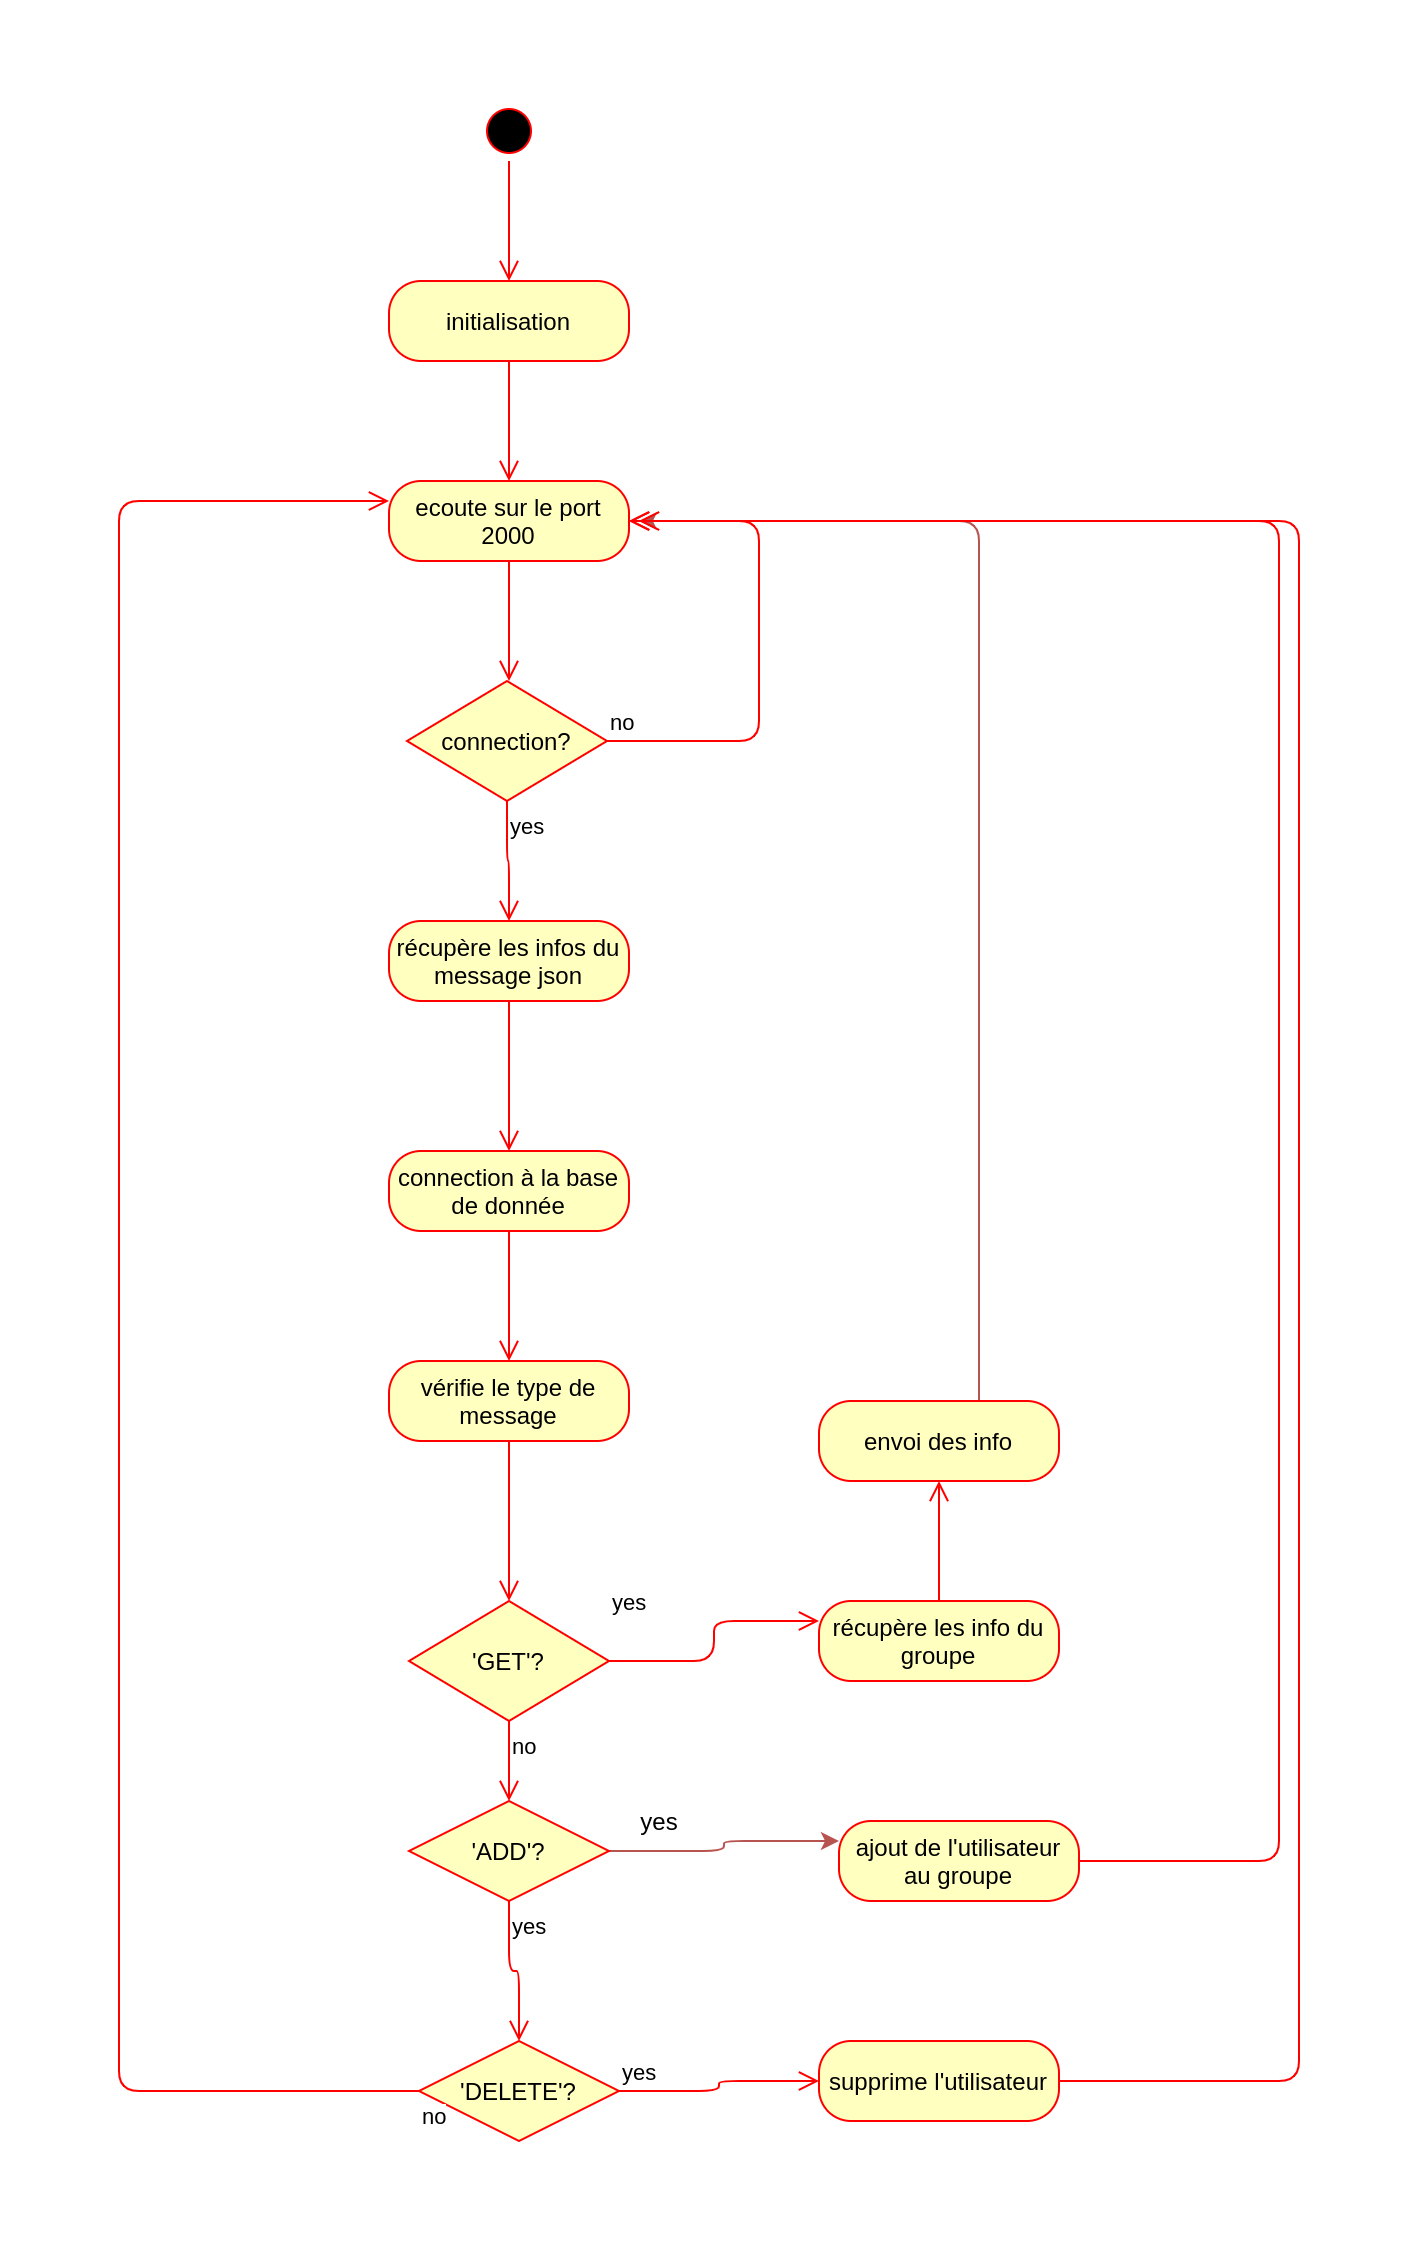 initialisation
ecoute sur le port
2000
connection?
no
yes
récupère les infos du
message json
connection à la base
de donnée
vérifie le type de
message
envoi des info
yes
récupère les info du
groupe
'GET'?
no
yes
'ADD'?
ajout de l'utilisateur
au groupe
yes
yes
'DELETE'?
supprime l'utilisateur
no